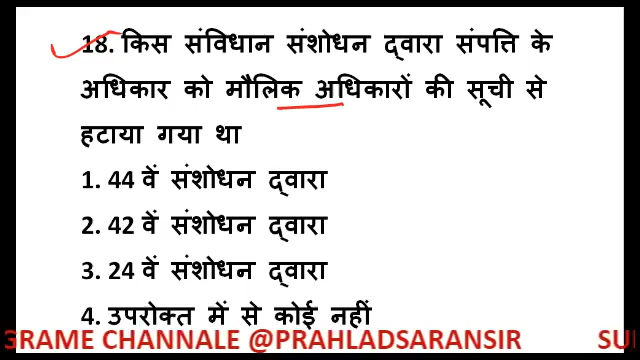 18. किस संविधान संशोधन द्वारा संपत्ति के
अधिकार को मौलिक अधिकारों की सूची से
हटाया गया था
1. 44 वें संशोधन द्वारा
2. 42 वें संशोधन द्वारा
3. 24 वें संशोधन द्वारा
4. उपरोक्त में से कोई नहीं
GRAME CHANNALE @PRAHLADSARANSIR